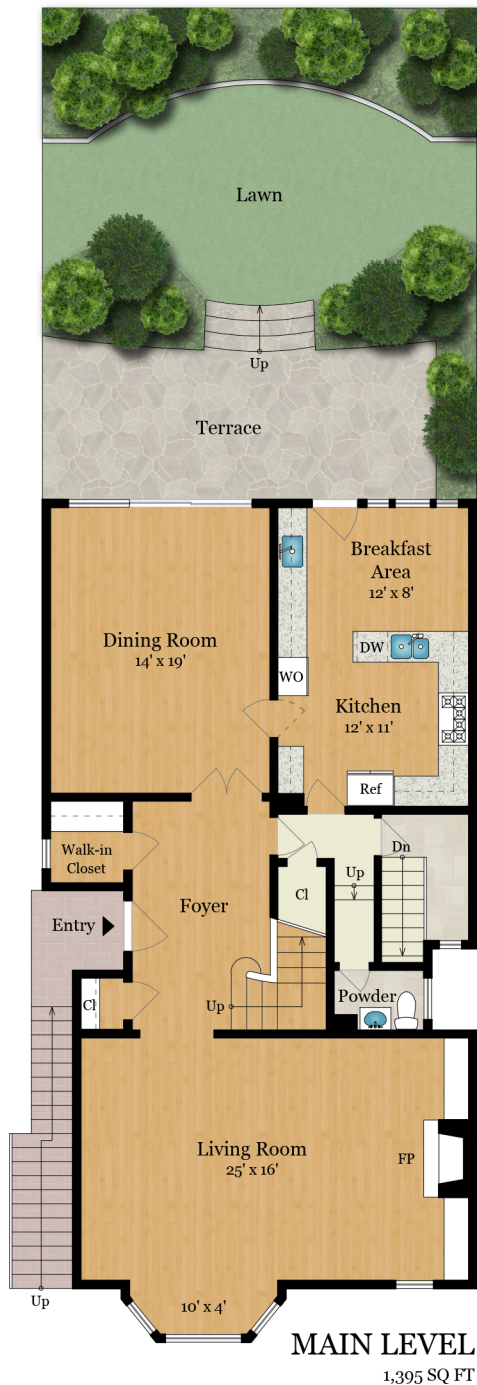 Lawn
Up
Terrace
Breakfast
Area
12' x 8'
Dining Room
14' x 19'
DW
WO
Kitchen
12' x 11'
Ref
Walk-in
Closet
Dn
Up
Cl
Foyer
Entry
Cl
Up
Powder
Living Room
25' x 16'
FP
Up
10' x 4'
MAIN LEVEL
1,395 SQ FT